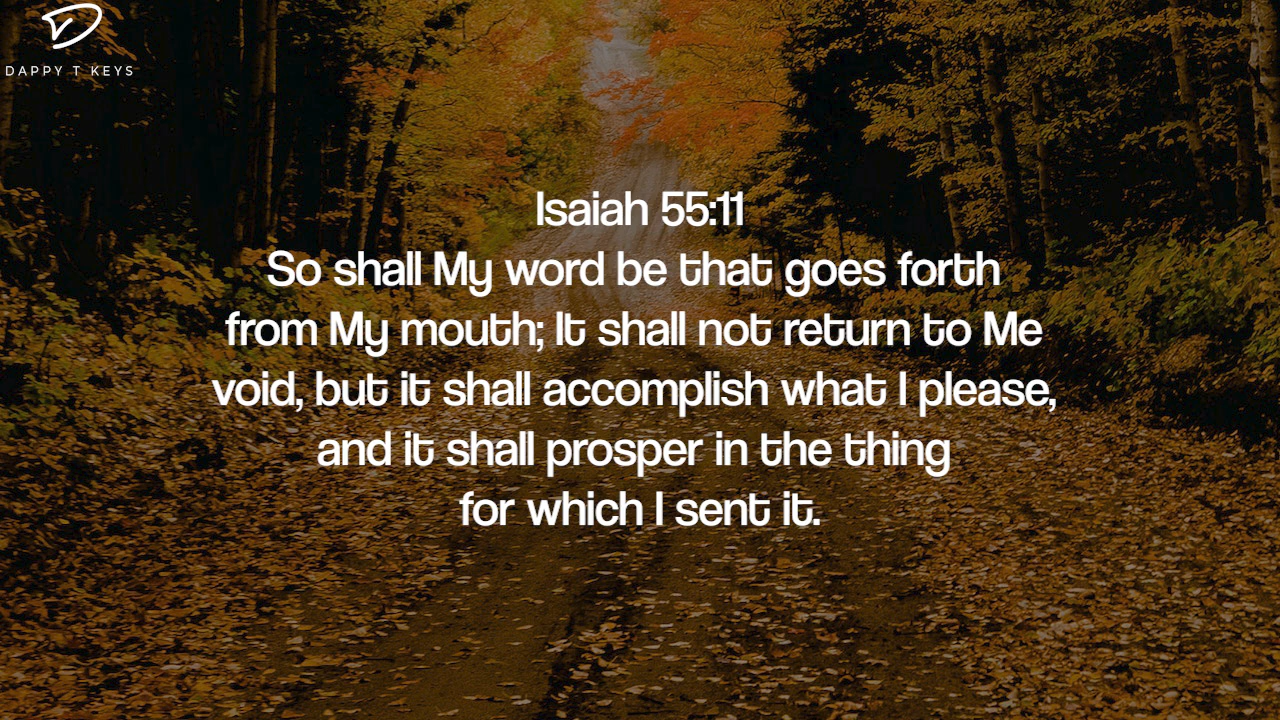 DAPPY T KEYS
Isaiah 55:11
So shall My word be that goes forth
from My mouth; It shall not return to Me
void, but it shall accomplish what I please,
and it shall prosper in the thing
for which I sent it.